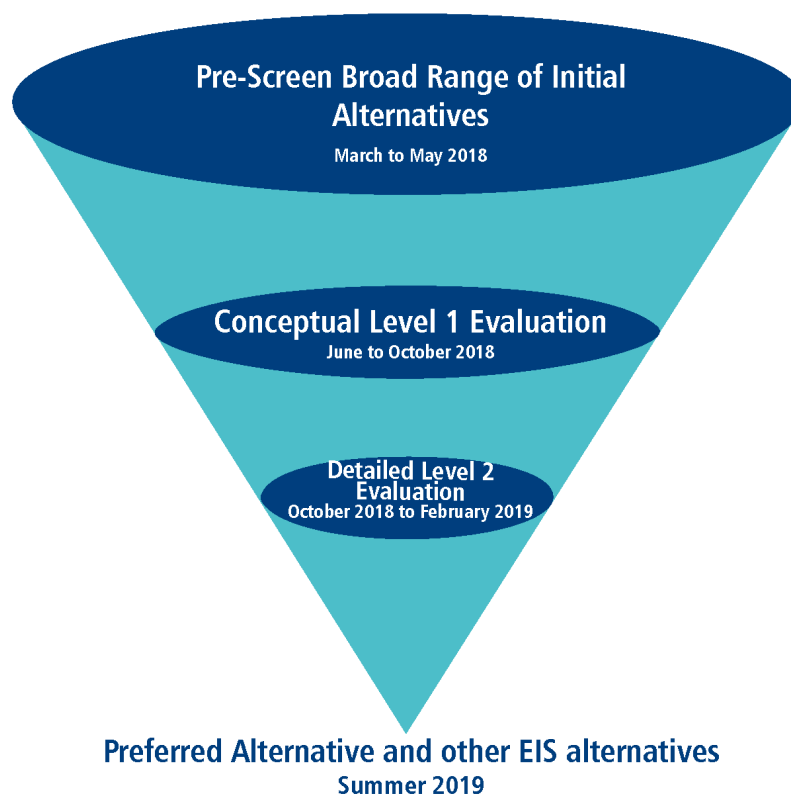 Pre-Screen Broad Range of Initial
Alternatives
March to May 2018
Conceptual Level 1 Evaluation
June to October 2018
Detailed Level 2
Evaluation
October 2018 to February 2019
Preferred Alternative and other EIS alternatives
Summer 2019